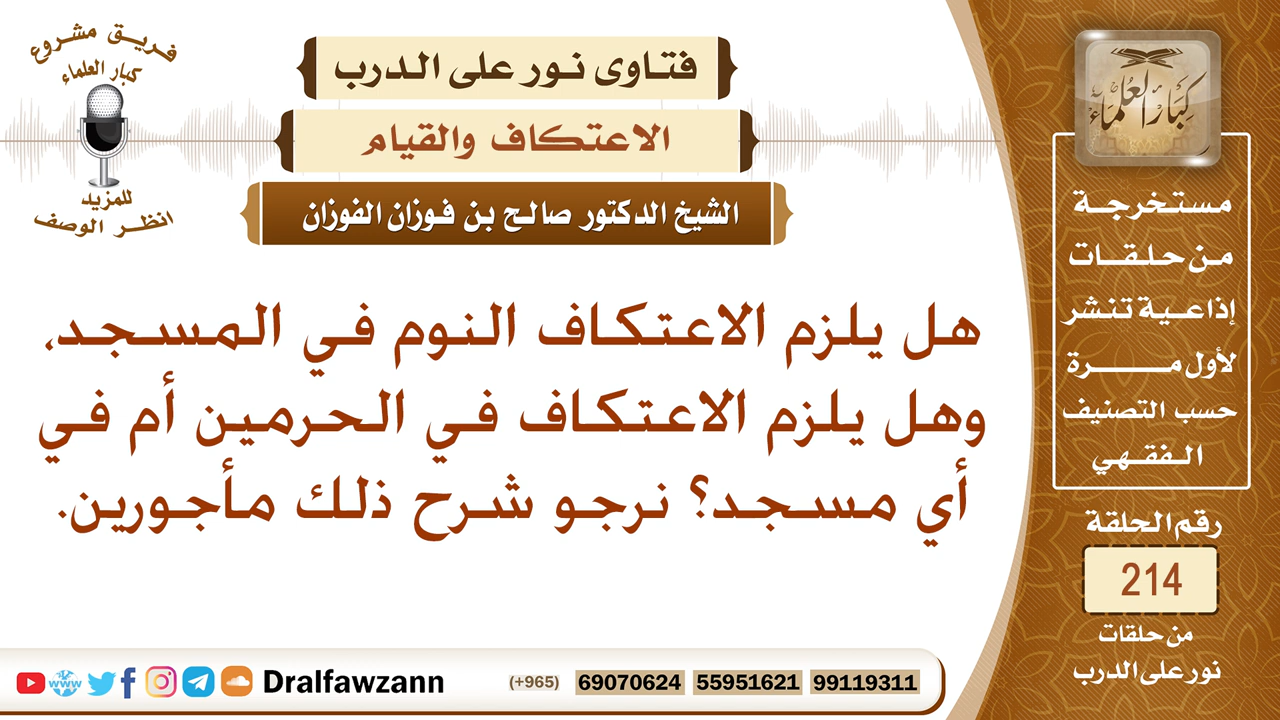 فريق مشروع
كبار العلماء
للمزيد
انظر الوصف
فتاوى نور على الدرب
الاعتكاف والقيام
الشيخ الدكتور صالح بن فوزان الفوزان
هل يلزم الاعتكاف النوم في المسجد،
وهل يلزم الاعتكاف في الحرمين أم في
أي مسجد؟ نرجو شرح ذلك مأجورين.
كبار العلماء
مستخرجة
من حلقات
إذاعية تنشر
لأول مرة
حسب التصنيف
الفقهي
رقم الحلقة
214
من حلقات
نور على الدرب
www Dralfawzann (+965) 69070624 55951621 99119311